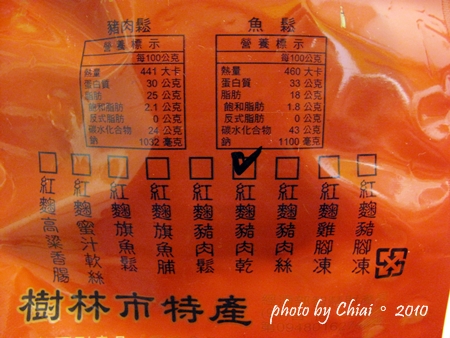 豬肉鬆
營養標示
每100公克
熱量 441 大卡
蛋白質 30 公克
脂肪 25 公克
飽和脂肪 2.1 公克
反式脂肪 0 公克
碳水化合物 24 公克
鈉 1032 毫克
魚鬆
營養標示
每100公克
熱量 460 大卡
蛋白質 33 公克
脂肪 18 公克
飽和脂肪 1.8 公克
反式脂肪 0 公克
碳水化合物 43 公克
鈉 1100 毫克
紅麴高粱香腸
紅麴蜜汁軟絲
紅麴旗魚鬆
紅麴旗魚脯
紅麴豬肉鬆
紅麴豬肉乾
紅麴豬肉絲
紅麴雞腳凍
紅麴豬腳凍
樹林市特產
photo by Chiai。 2010